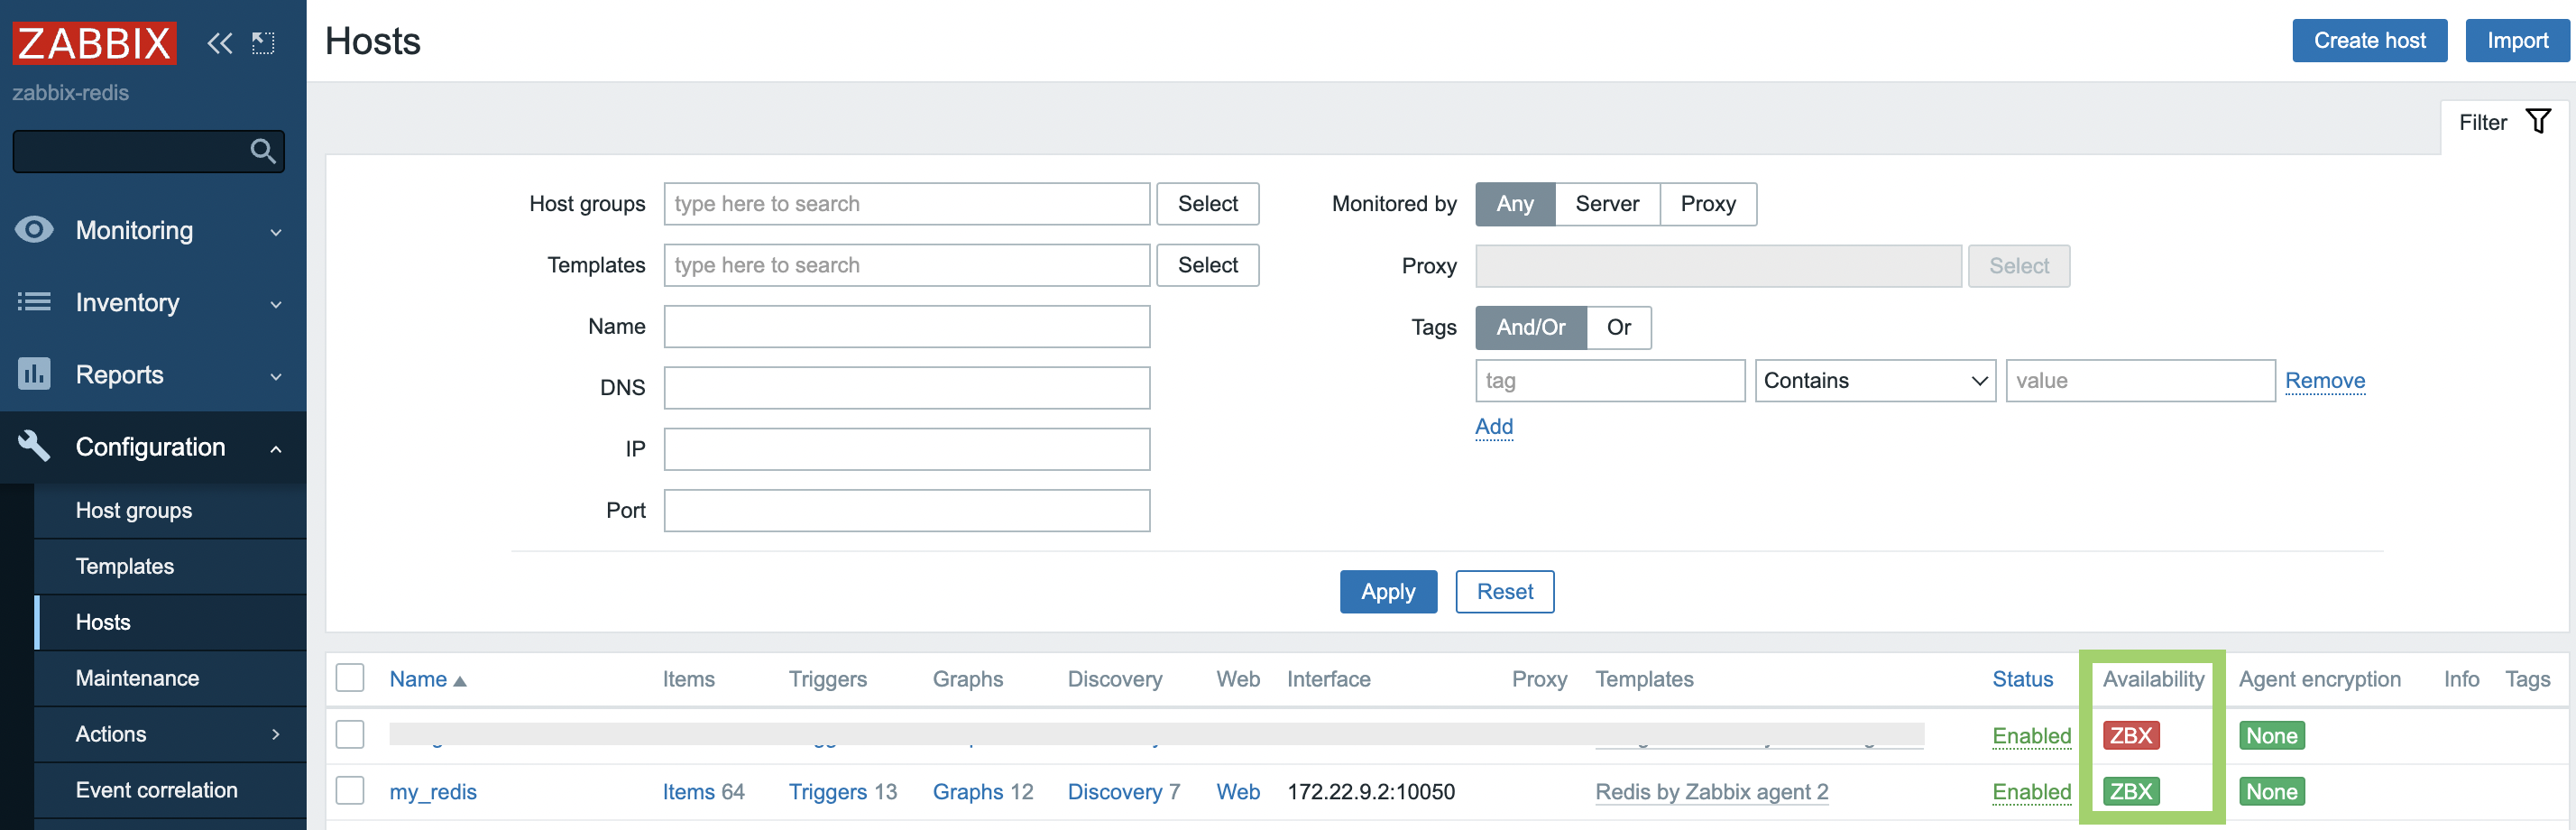 ZABBIX
zabbix-redis
Monitoring
Inventory
Reports
Configuration
Host groups
Templates
Hosts
Maintenance
Actions
Event correlation
Hosts
Create host
Import
Filter
Host groups type here to search Select
Templates type here to search Select
Name
DNS
IP
Port
Monitored by Any Server Proxy
Proxy Select
Tags And/Or Or
tag Contains value Remove
Add
Apply Reset
Name Items Triggers Graphs Discovery Web Interface Proxy Templates Status Availability Agent encryption Info Tags
Enabled ZBX None
my_redis Items 64 Triggers 13 Graphs 12 Discovery 7 Web 172.22.9.2:10050 Redis by Zabbix agent 2 Enabled ZBX None